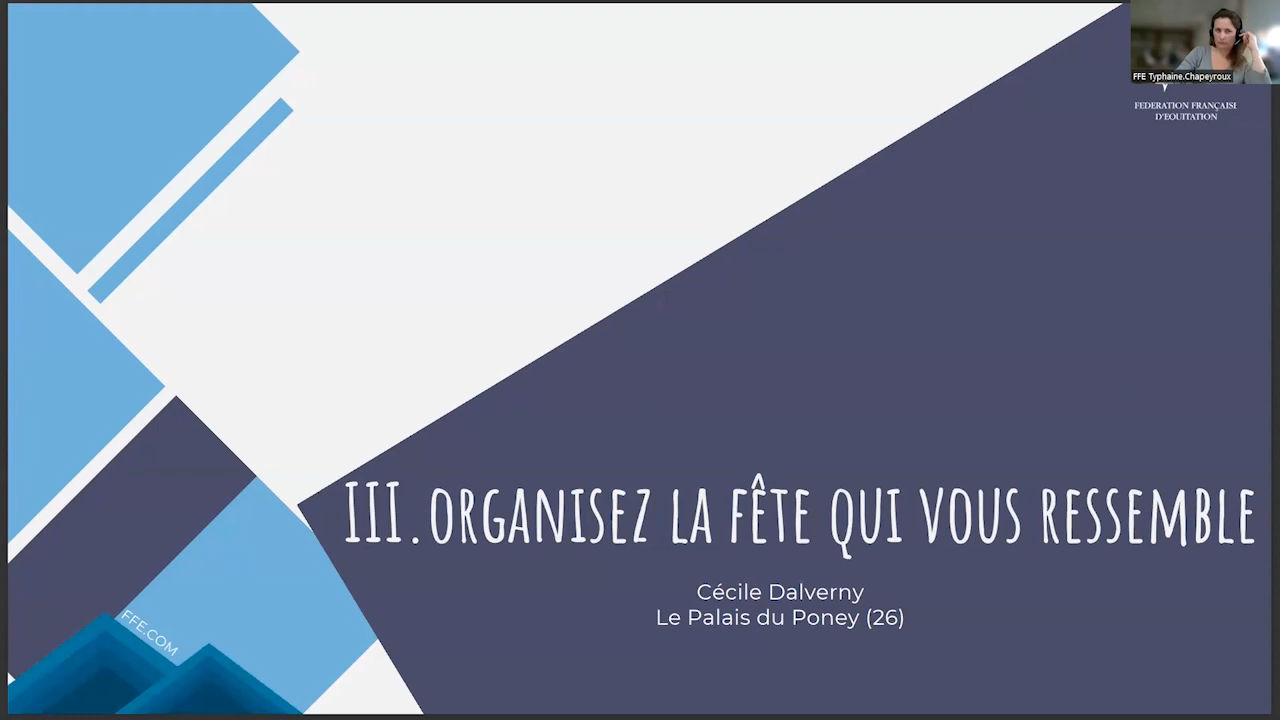 FFE Typhaine.Chapeyroux
FEDERATION FRANÇAISE
D'EQUITATION
III. ORGANISEZ LA FÊTE QUI VOUS RESSEMBLE
Cécile Dalverny
Le Palais du Poney (26)
FFE.COM